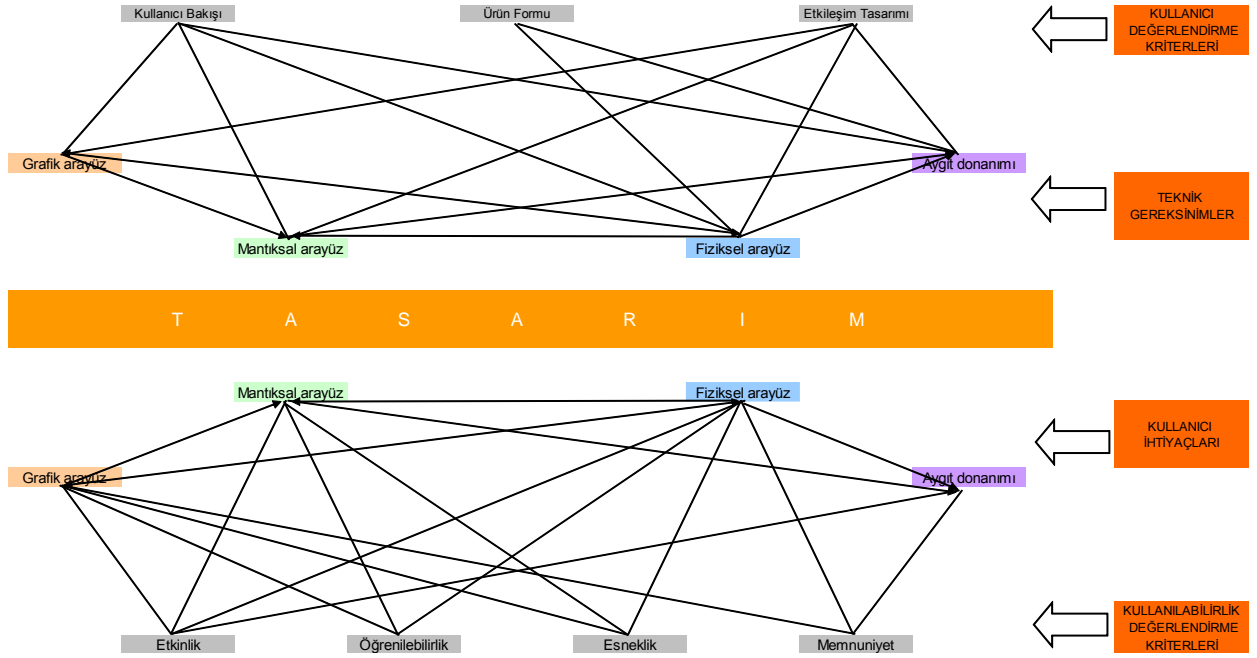 Kullanıcı Bakışı
Ürün Formu
Etkileşim Tasarımı
KULLANICI
DEĞERLENDİRME
KRİTERLERİ
Grafik arayüz
Aygıt donanımı
TEKNİK
GEREKSİNİMLER
Mantıksal arayüz
Fiziksel arayüz
T A S A R I M
Mantıksal arayüz
Fiziksel arayüz
KULLANICI
İHTİYAÇLARI
Grafik arayüz
Aygıt donanımı
KULLANILABİLİRLİK
DEĞERLENDİRME
KRİTERLERİ
Etkinlik
Öğrenilebilirlik
Esneklik
Memnuniyet